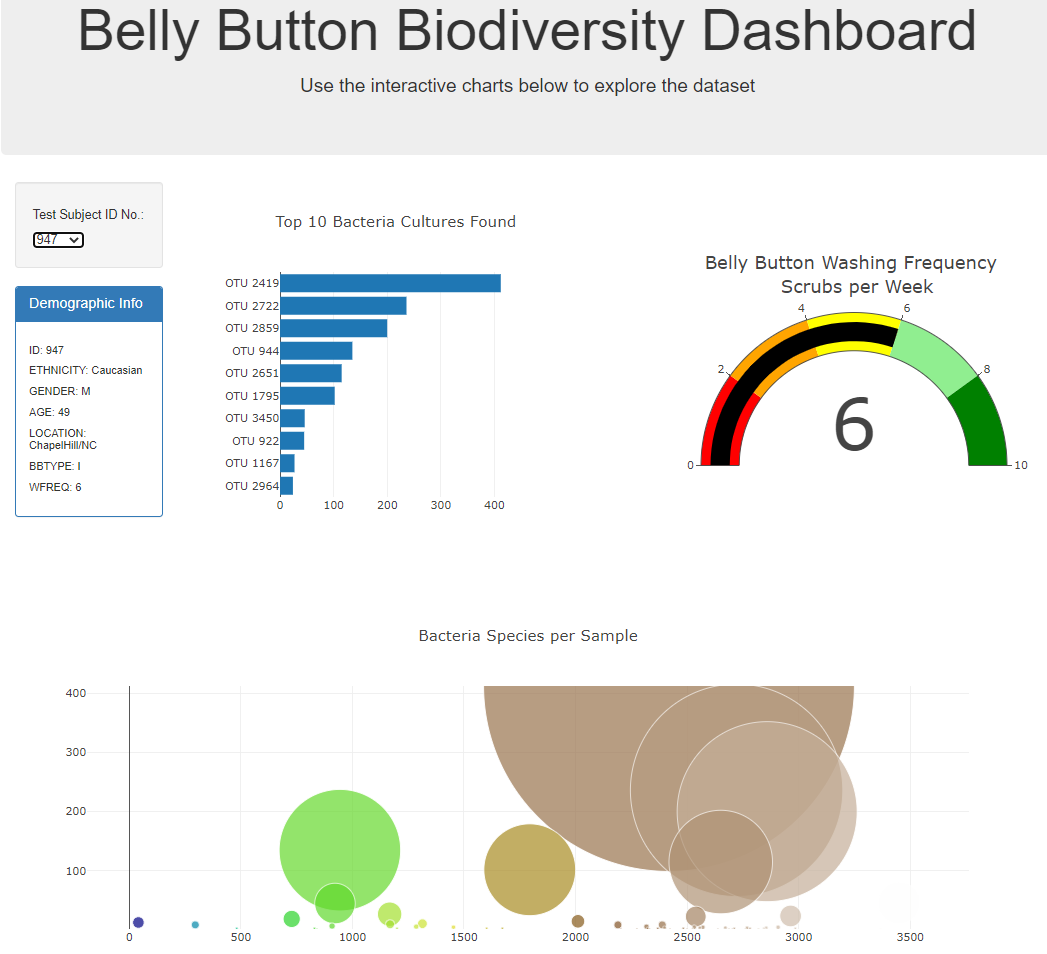 Belly Button Biodiversity Dashboard
Use the interactive charts below to explore the dataset
Test Subject ID No.:
947
Demographic Info
ID: 947
ETHNICITY: Caucasian
GENDER: M
AGE: 49
LOCATION:
ChapelHill/NC
BBTYPE: I
WFREQ: 6
Top 10 Bacteria Cultures Found
OTU 2419
OTU 2722
OTU 2859
OTU 944
OTU 2651
OTU 1795
OTU 3450
OTU 922
OTU 1167
OTU 2964
0 100 200 300 400
Belly Button Washing Frequency
Scrubs per Week
0
2
4
6
8
10
6
Bacteria Species per Sample
400
300
200
100
0 500 1000 1500 2000 2500 3000 3500